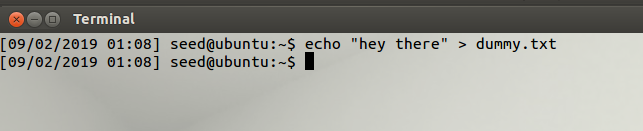 Terminal
[09/02/2019 01:08] seed@ubuntu:~$ echo "hey there" > dummy.txt
[09/02/2019 01:08] seed@ubuntu:~$